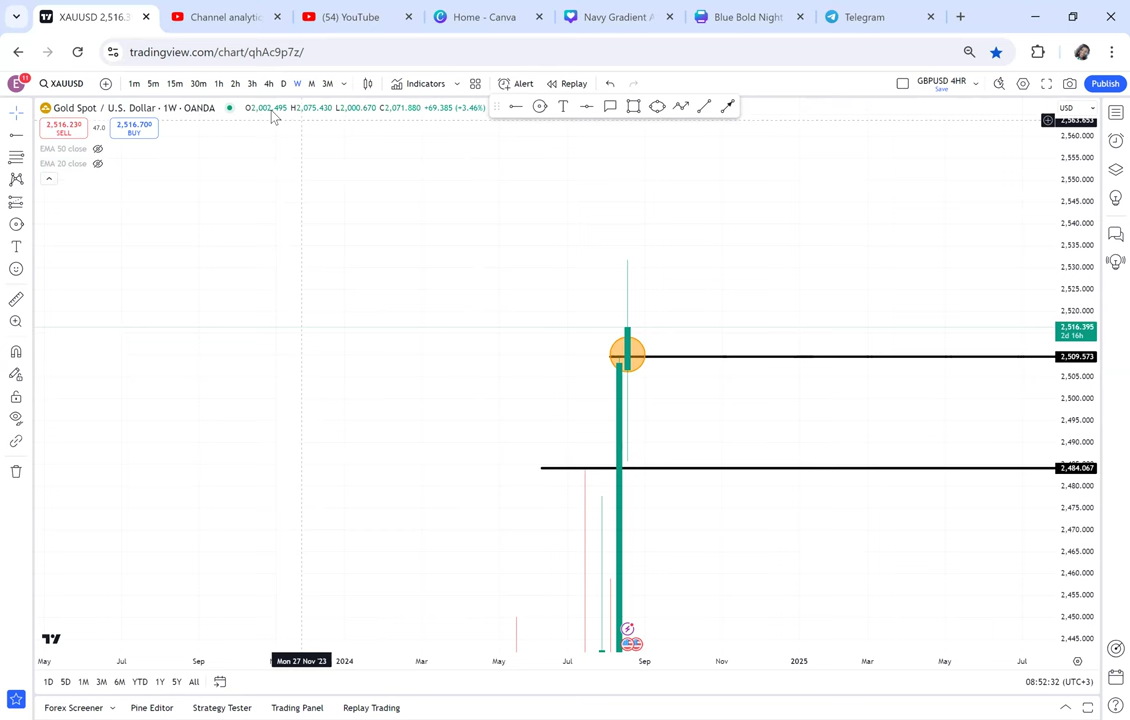 XAUUSD 2,516.3
Channel analytic
(54) YouTube
Home - Canva
Navy Gradient A
Blue Bold Night
Telegram
tradingview.com/chart/qhAc9p7z/
E 11 XAUUSD 1m 5m 15m 30m 1h 2h 3h 4h D W M 3M Indicators Alert Replay GBPUSD 4HR Save Publish
Gold Spot / U.S. Dollar · 1W · OANDA O2,002.495 H2,075.430 L2,000.670 C2,071.880 +69.385 (+3.46%) USD
2,516.230 SELL 47.0 2,516.700 BUY
EMA 50 close
EMA 20 close
2,563.653
2,560.000
2,555.000
2,550.000
2,545.000
2,540.000
2,535.000
2,530.000
2,525.000
2,520.000
2,516.395
2d 16h
2,509.573
2,505.000
2,500.000
2,495.000
2,490.000
2,484.067
2,480.000
2,475.000
2,470.000
2,465.000
2,460.000
2,455.000
2,450.000
2,445.000
May Jul Sep Mon 27 Nov '23 2024 Mar May Jul Sep Nov 2025 Mar May Jul
1D 5D 1M 3M 6M YTD 1Y 5Y All 08:52:32 (UTC+3)
Forex Screener Pine Editor Strategy Tester Trading Panel Replay Trading